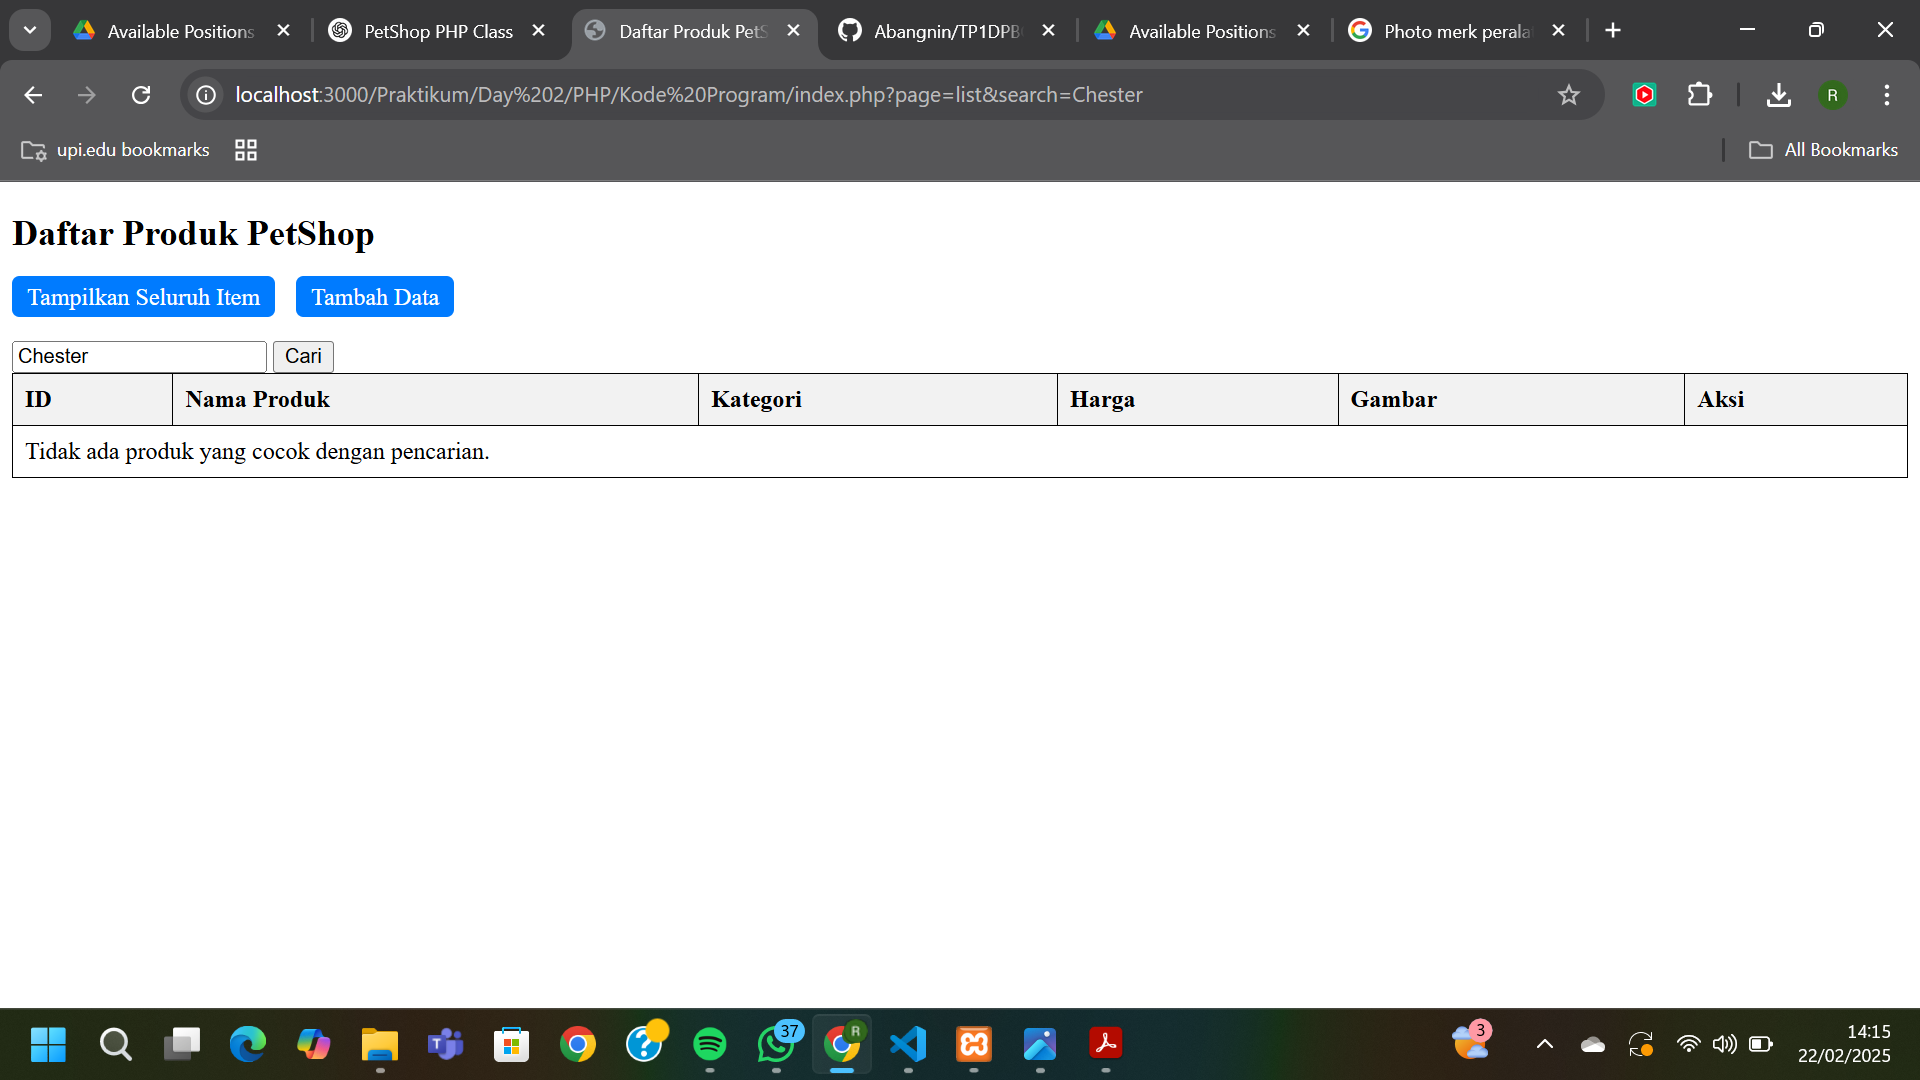 Available Positions
PetShop PHP Class
Daftar Produk PetS
Abangnin/TP1DPB
Available Positions
Photo merk perala
localhost:3000/Praktikum/Day%202/PHP/Kode%20Program/index.php?page=list&search=Chester
R
upi.edu bookmarks
All Bookmarks
Daftar Produk PetShop
Tampilkan Seluruh Item
Tambah Data
Chester
Cari
ID
Nama Produk
Kategori
Harga
Gambar
Aksi
Tidak ada produk yang cocok dengan pencarian.
37
R
3
14:15
22/02/2025